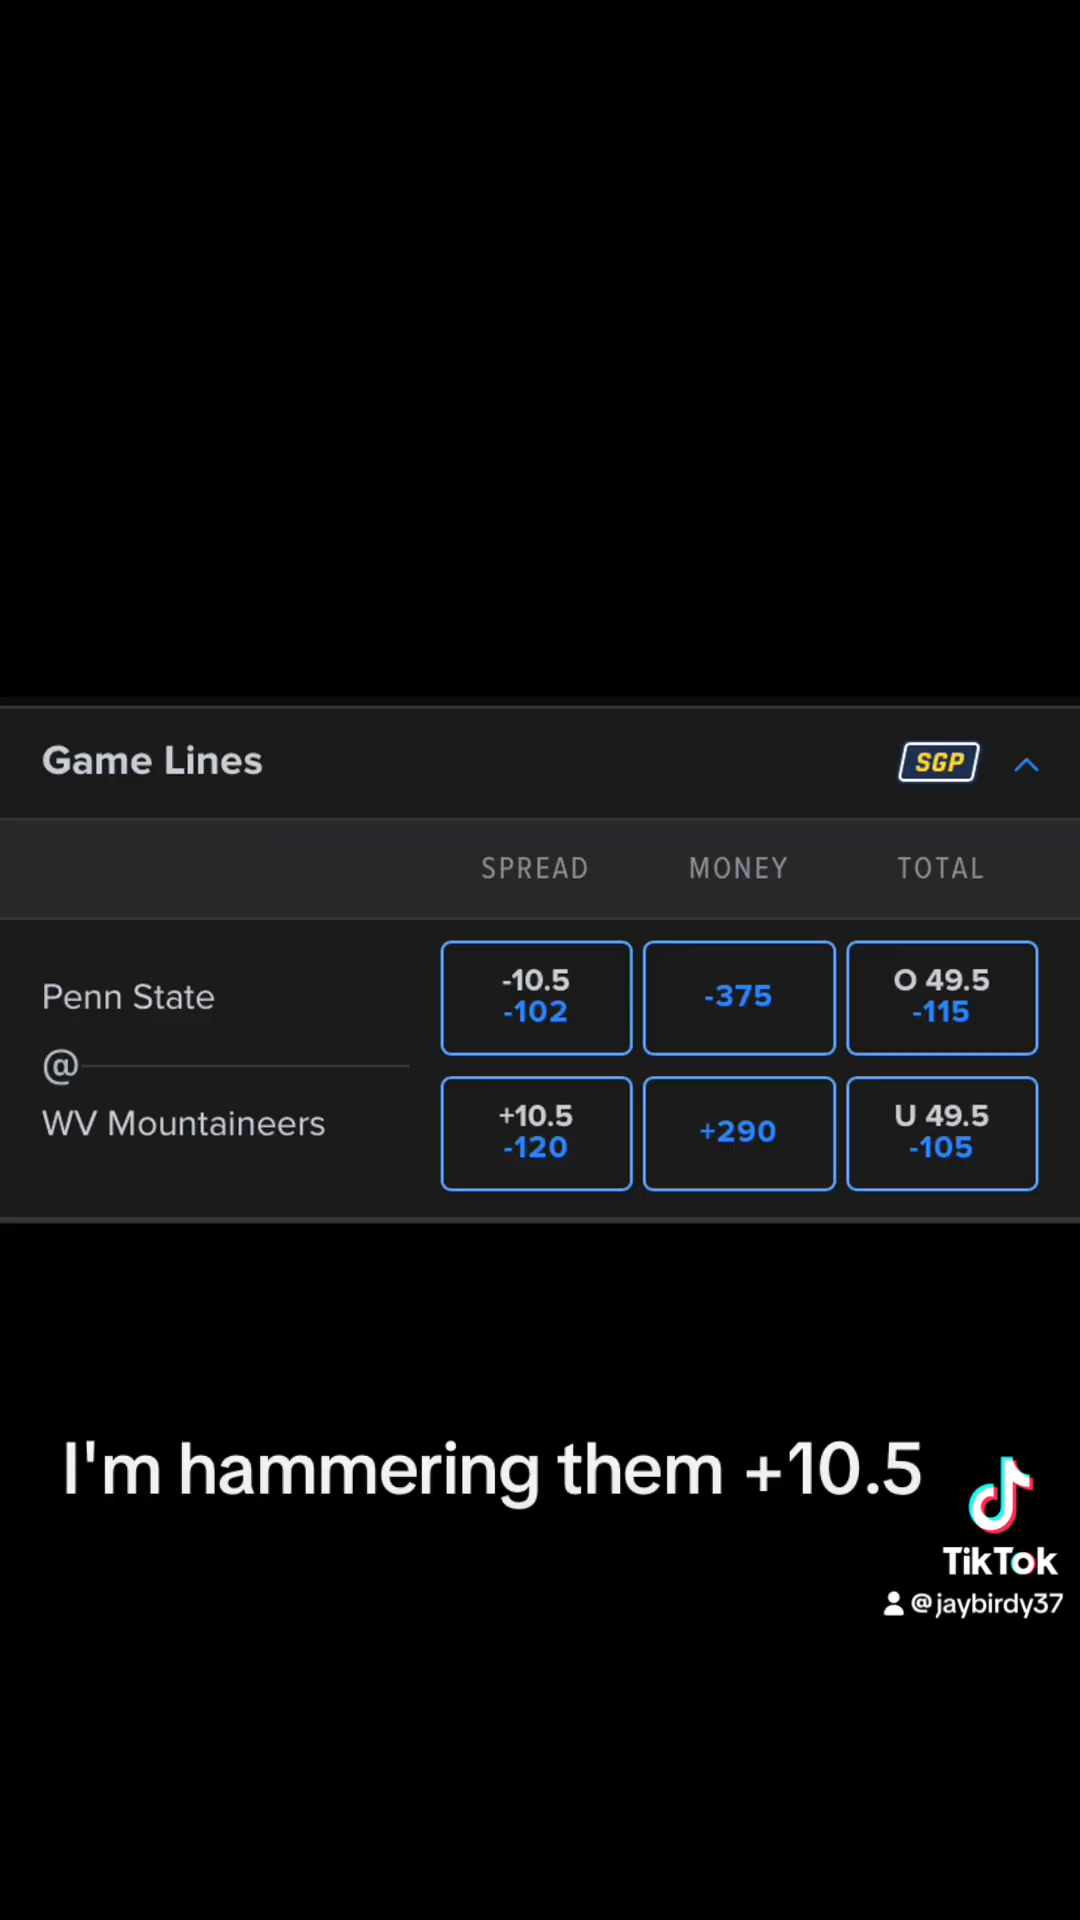 Game Lines
SGP
SPREAD MONEY TOTAL
Penn State
-10.5
-102
-375
O 49.5
-115
@
WV Mountaineers
+10.5
-120
+290
U 49.5
-105
I'm hammering them +10.5
TikTok
@jaybirdy37